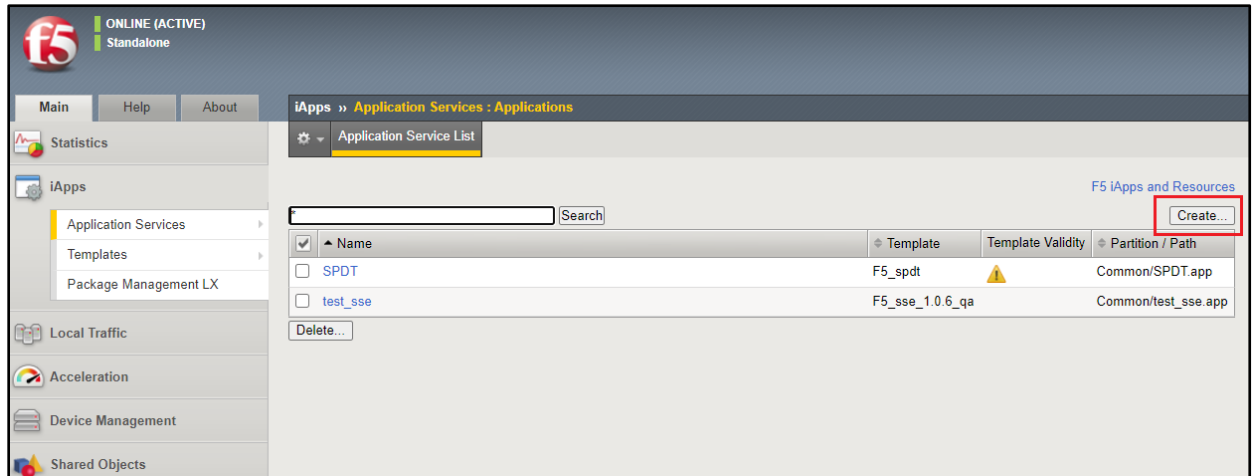 f5
ONLINE (ACTIVE)
Standalone
Main Help About
iApps » Application Services : Applications
Statistics
Application Service List
iApps
F5 iApps and Resources
Application Services
* Search Create...
Templates
Name Template Template Validity Partition / Path
Package Management LX
SPDT F5_spdt Common/SPDT.app
test_sse F5_sse_1.0.6_qa Common/test_sse.app
Local Traffic
Delete...
Acceleration
Device Management
Shared Objects